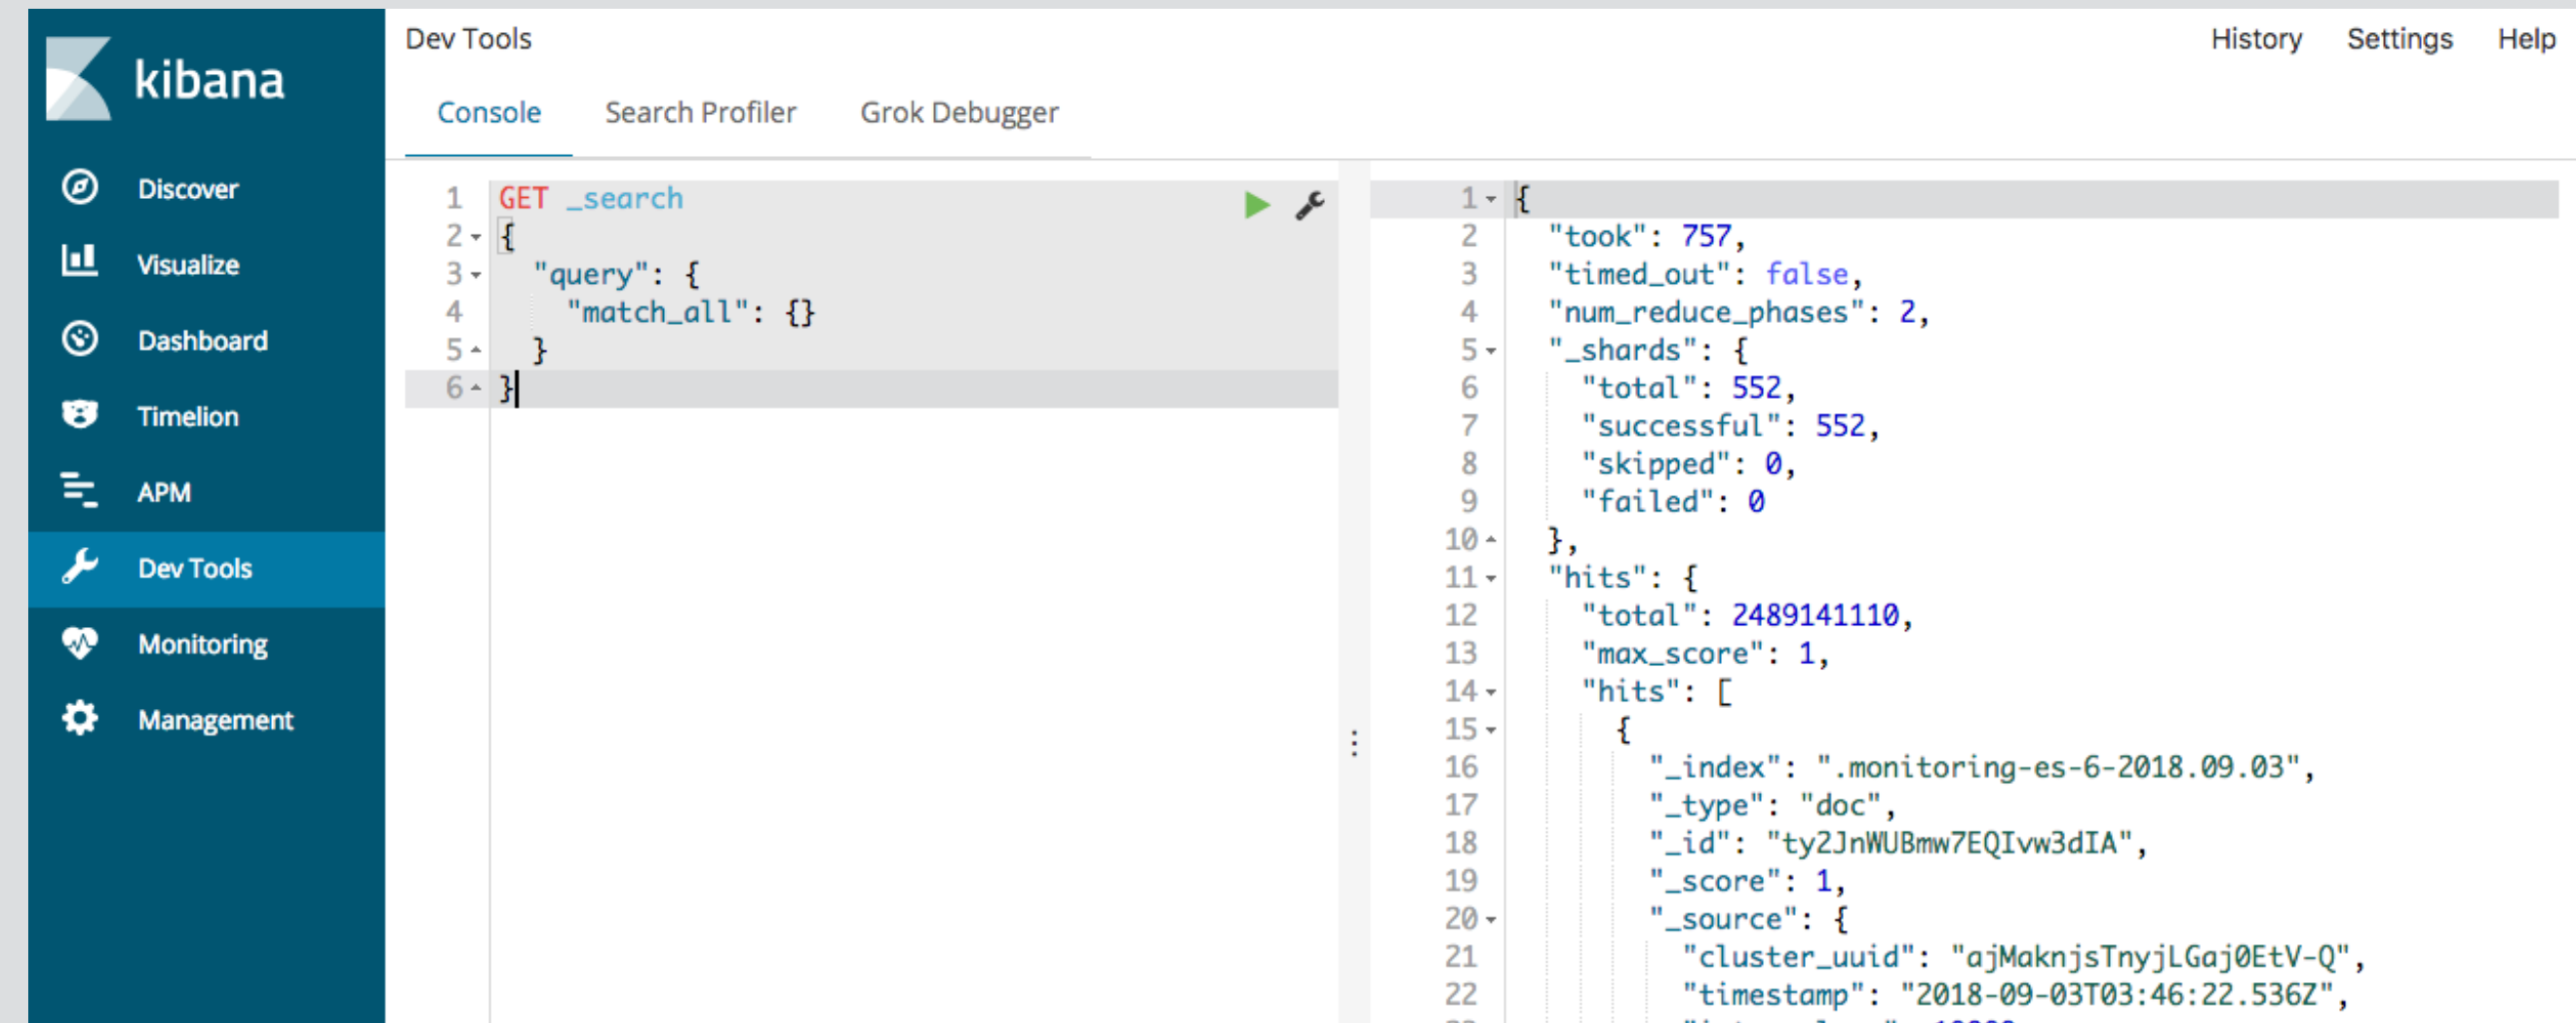 kibana
Discover
Visualize
Dashboard
Timelion
APM
Dev Tools
Monitoring
Management
Dev Tools
History Settings Help
Console Search Profiler Grok Debugger
1 GET _search
2 {
3 "query": {
4 "match_all": {}
5 }
6 }
1 {
2 "took": 757,
3 "timed_out": false,
4 "num_reduce_phases": 2,
5 "_shards": {
6 "total": 552,
7 "successful": 552,
8 "skipped": 0,
9 "failed": 0
10 },
11 "hits": {
12 "total": 2489141110,
13 "max_score": 1,
14 "hits": [
15 {
16 "_index": ".monitoring-es-6-2018.09.03",
17 "_type": "doc",
18 "_id": "ty2JnWUBmw7EQIvw3dIA",
19 "_score": 1,
20 "_source": {
21 "cluster_uuid": "ajMaknjsTnyjLGaj0EtV-Q",
22 "timestamp": "2018-09-03T03:46:22.536Z",